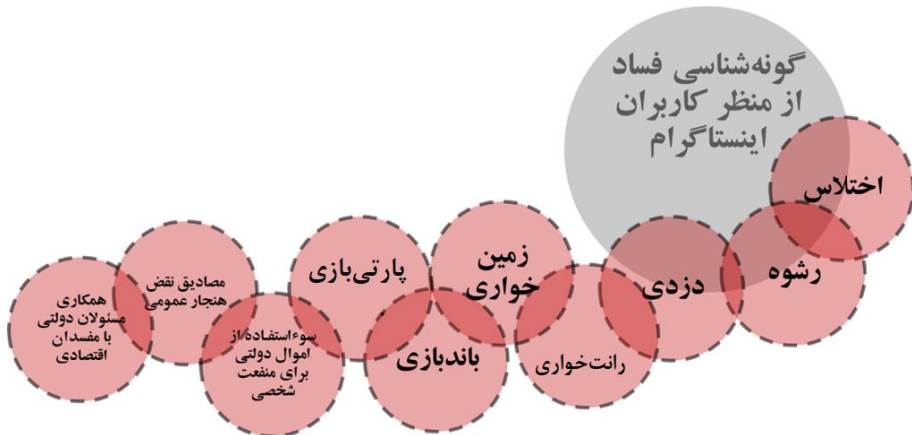 گونه‌شناسی فساد
از منظر کاربران
اینستاگرام
اختلاس
رشوه
دزدی
رانت‌خواری
زمین
خواری
باندبازی
پارتی‌بازی
سوءاستفاده از
اموال دولتی
برای منفعت
شخصی
مصادیق نقض
هنجار عمومی
همکاری
مسئولان دولتی
با مفسدان
اقتصادی